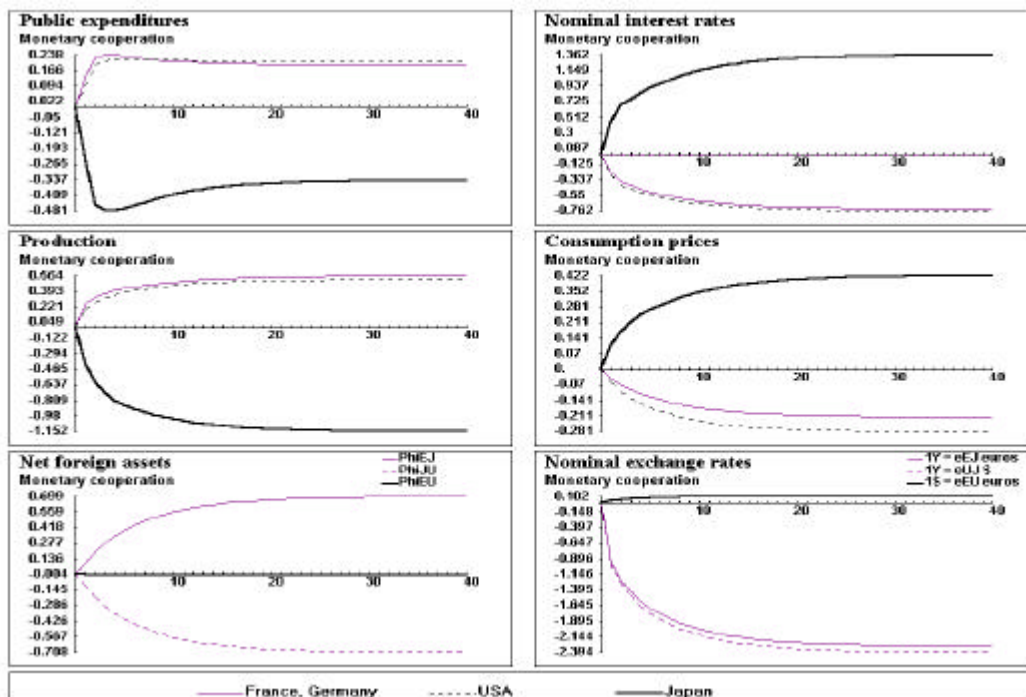 Public expenditures
Monetary cooperation
0.238
0.166
0.094
0.022
-0.05
-0.121
-0.193
-0.265
-0.337
-0.409
-0.481
10 20 30 40
Nominal interest rates
Monetary cooperation
1.362
1.149
0.937
0.725
0.512
0.3
0.087
-0.125
-0.337
-0.55
-0.762
10 20 30 40
Production
Monetary cooperation
0.564
0.393
0.221
0.049
-0.122
-0.294
-0.465
-0.637
-0.809
-0.98
-1.152
10 20 30 40
Consumption prices
Monetary cooperation
0.422
0.352
0.281
0.211
0.141
0.07
0.
-0.07
-0.141
-0.211
-0.281
10 20 30 40
Net foreign assets
Monetary cooperation
PhiEJ
PhiJU
PhiEU
0.699
0.559
0.418
0.277
0.136
-0.004
-0.145
-0.286
-0.426
-0.567
-0.708
10 20 30 40
Nominal exchange rates
Monetary cooperation
1Y = eEJ euros
1Y = eUJ $
1$ = eEU euros
0.102
-0.148
-0.397
-0.647
-0.896
-1.146
-1.395
-1.645
-1.895
-2.144
-2.394
10 20 30 40
France, Germany USA Japan